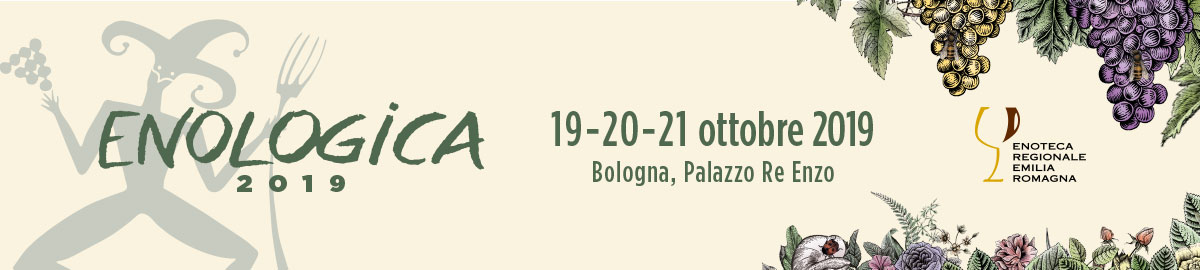 ENOLOGICA
2019
19-20-21 ottobre 2019
Bologna, Palazzo Re Enzo
ENOTECA
REGIONALE
EMILIA
ROMAGNA